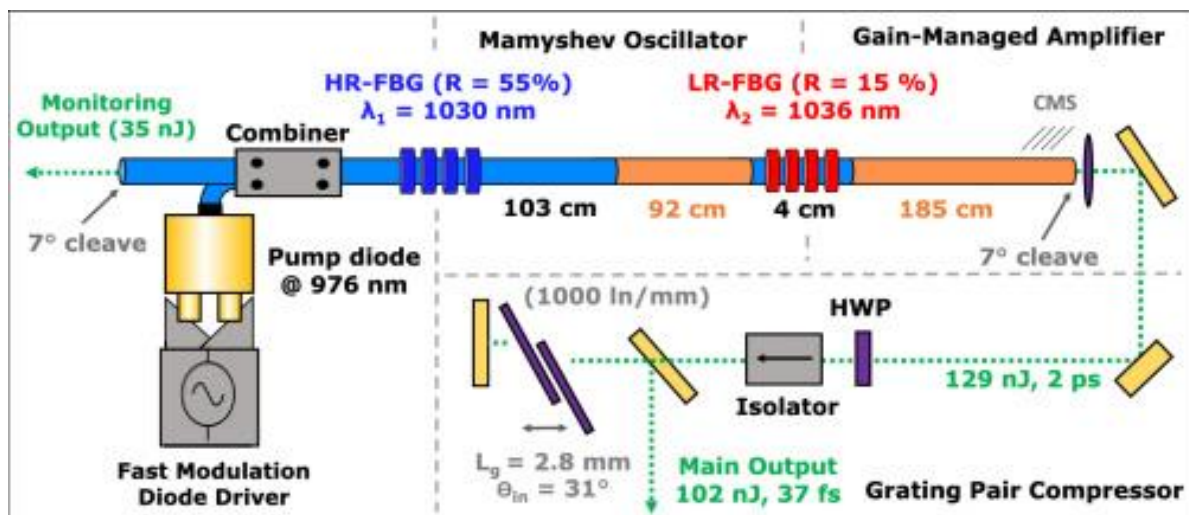 Mamyshev Oscillator
Gain-Managed Amplifier
Monitoring
Output (35 nJ)
Combiner
HR-FBG (R = 55%)
λ₁ = 1030 nm
LR-FBG (R = 15 %)
λ₂ = 1036 nm
CMS
103 cm
92 cm
4 cm
185 cm
7° cleave
7° cleave
Pump diode
@ 976 nm
(1000 ln/mm)
HWP
129 nJ, 2 ps
Isolator
Fast Modulation
Diode Driver
L_g = 2.8 mm
Θ_in = 31°
Main Output
102 nJ, 37 fs
Grating Pair Compressor